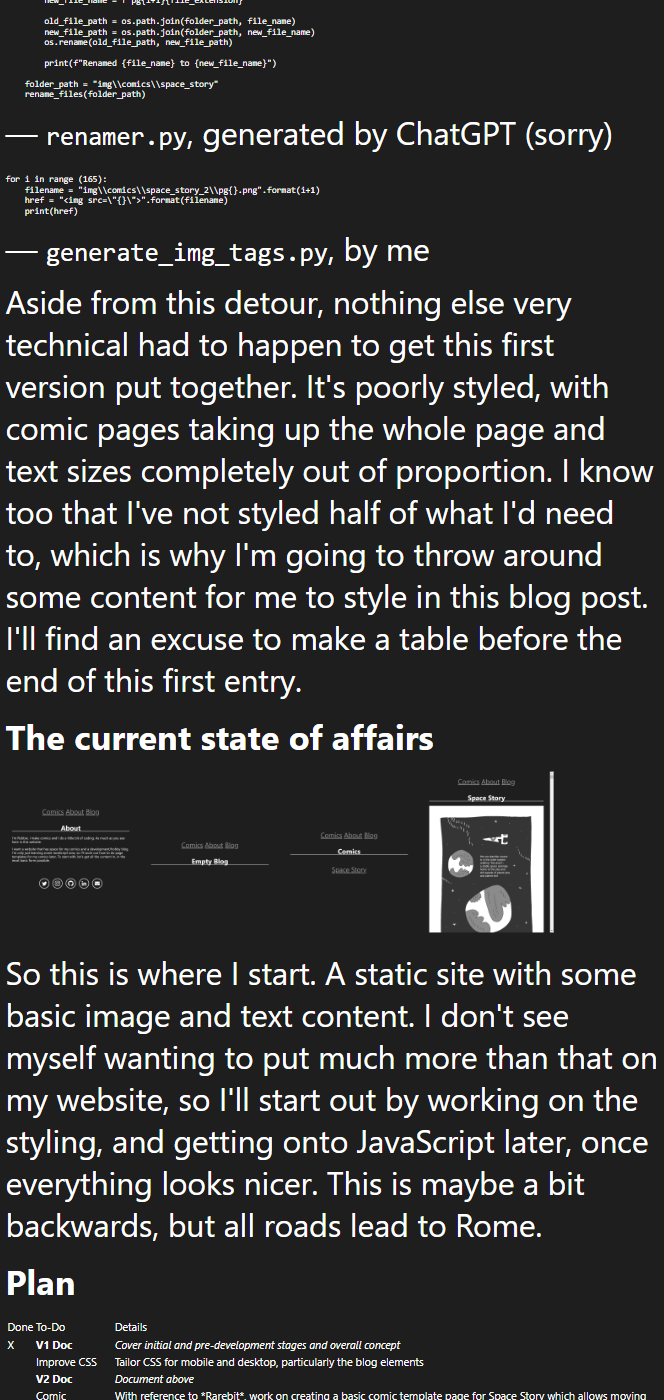 new_file_name = f"pg{i+1}{file_extension}"
old_file_path = os.path.join(folder_path, file_name)
new_file_path = os.path.join(folder_path, new_file_name)
os.rename(old_file_path, new_file_path)
print(f"Renamed {file_name} to {new_file_name}")
folder_path = "img\\comics\\space_story"
rename_files(folder_path)
— renamer.py, generated by ChatGPT (sorry)
for i in range (165):
filename = "img\\comics\\space_story_2\\pg{}.png".format(i+1)
href = "<img src=\"{}\">".format(filename)
print(href)
— generate_img_tags.py, by me
Aside from this detour, nothing else very
technical had to happen to get this first
version put together. It's poorly styled, with
comic pages taking up the whole page and
text sizes completely out of proportion. I know
too that I've not styled half of what I'd need
to, which is why I'm going to throw around
some content for me to style in this blog post.
I'll find an excuse to make a table before the
end of this first entry.
The current state of affairs
Comics About Blog
About
Comics About Blog
Empty Blog
Comics About Blog
Comics
Space Story
Comics About Blog
Space Story
So this is where I start. A static site with some
basic image and text content. I don't see
myself wanting to put much more than that on
my website, so I'll start out by working on the
styling, and getting onto JavaScript later, once
everything looks nicer. This is maybe a bit
backwards, but all roads lead to Rome.
Plan
Done To-Do Details
X V1 Doc Cover initial and pre-development stages and overall concept
Improve CSS Tailor CSS for mobile and desktop, particularly the blog elements
V2 Doc Document above
Comic With reference to *Rarebit*, work on creating a basic comic template page for Space Story which allows moving